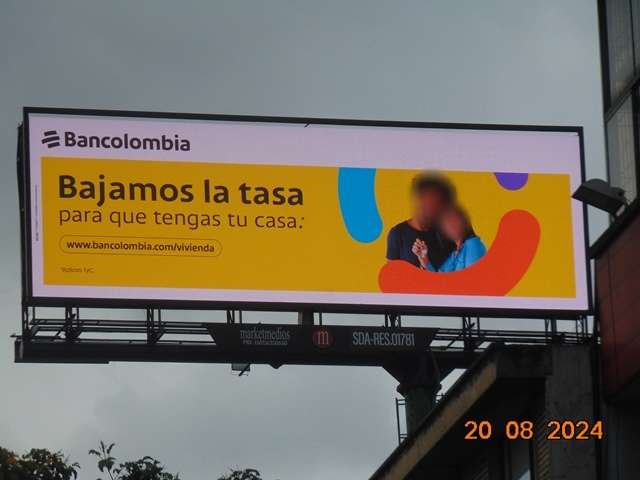 Bancolombia
Bajamos la tasa
para que tengas tu casa.*
www.bancolombia.com/vivienda
*Aplican TyC.
marketmedios
m
SDA-RES.01781
20 08 2024